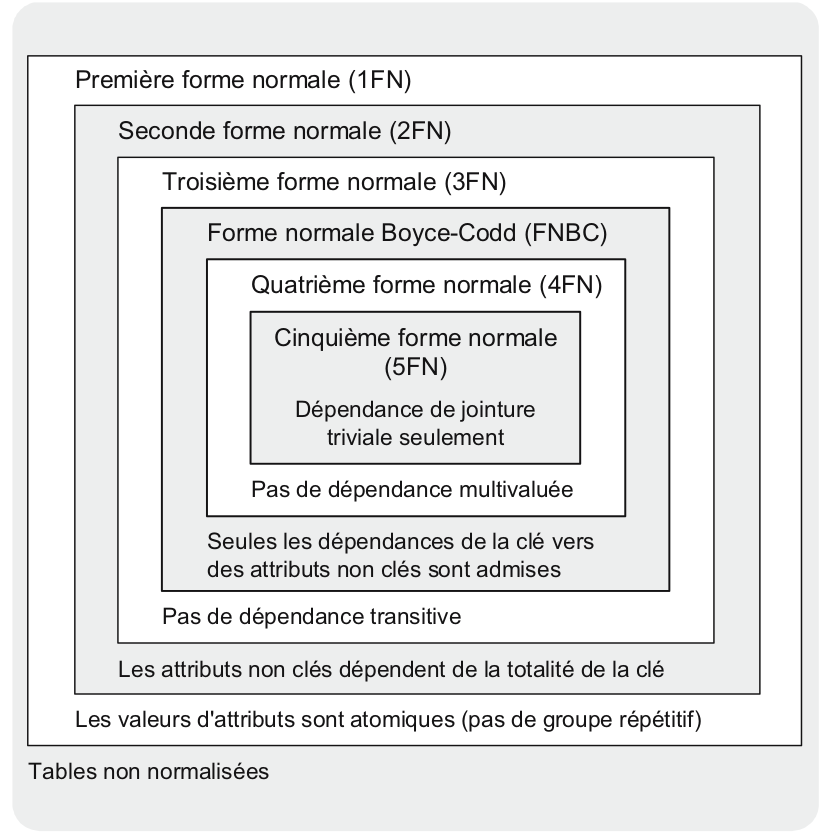 Première forme normale (1FN)
Seconde forme normale (2FN)
Troisième forme normale (3FN)
Forme normale Boyce-Codd (FNBC)
Quatrième forme normale (4FN)
Cinquième forme normale
(5FN)
Dépendance de jointure
triviale seulement
Pas de dépendance multivaluée
Seules les dépendances de la clé vers
des attributs non clés sont admises
Pas de dépendance transitive
Les attributs non clés dépendent de la totalité de la clé
Les valeurs d'attributs sont atomiques (pas de groupe répétitif)
Tables non normalisées